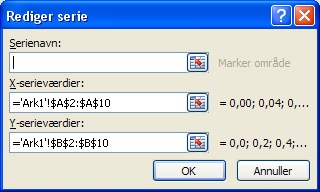 Rediger serie
Serienavn:
Marker område
X-serieværdier:
='Ark1'!$A$2:$A$10 = 0,00; 0,04; 0,...
Y-serieværdier:
='Ark1'!$B$2:$B$10 = 0,0; 0,2; 0,4;...
OK Annuller